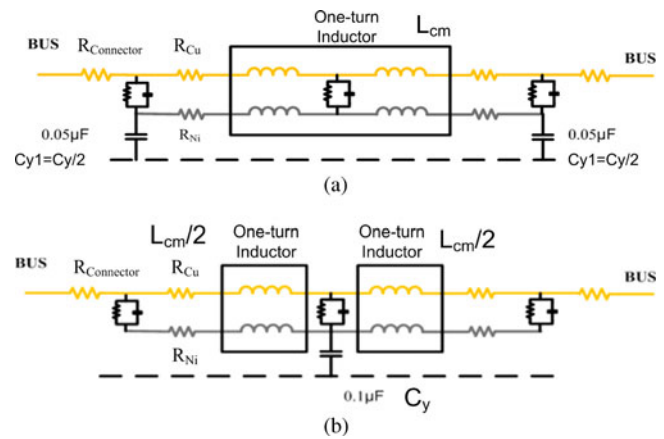 One-turn
Inductor
L_cm
BUS
R_Connector
R_Cu
BUS
0.05µF
R_Ni
0.05µF
Cy1=Cy/2
Cy1=Cy/2
(a)
L_cm/2
One-turn
Inductor
One-turn
Inductor
L_cm/2
BUS
R_Connector
R_Cu
BUS
R_Ni
0.1µF
C_y
(b)